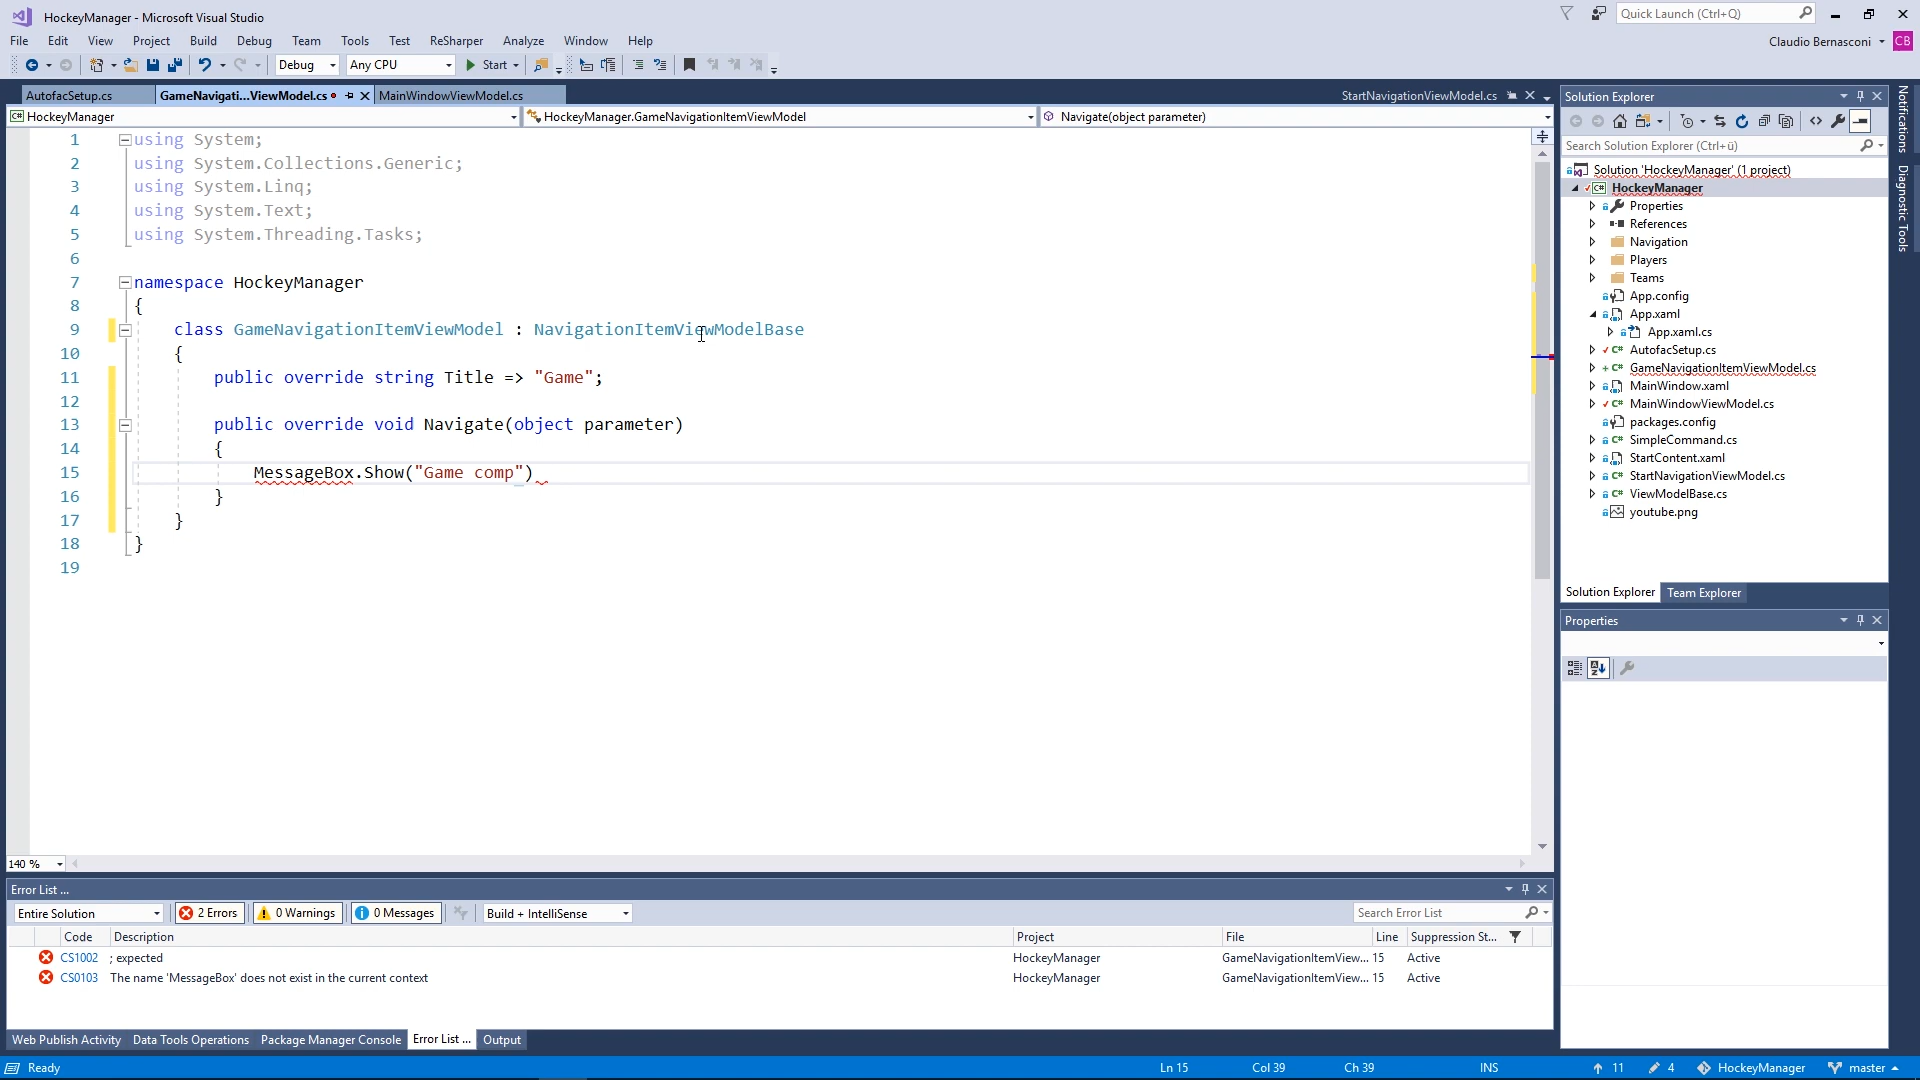 HockeyManager - Microsoft Visual Studio
Quick Launch (Ctrl+Q)
File Edit View Project Build Debug Team Tools Test ReSharper Analyze Window Help
Claudio Bernasconi CB
Debug Any CPU Start
AutofacSetup.cs GameNavigati...ViewModel.cs MainWindowViewModel.cs StartNavigationViewModel.cs
HockeyManager HockeyManager.GameNavigationItemViewModel Navigate(object parameter)
1 using System;
2 using System.Collections.Generic;
3 using System.Linq;
4 using System.Text;
5 using System.Threading.Tasks;
6
7 namespace HockeyManager
8 {
9 class GameNavigationItemViewModel : NavigationItemViewModelBase
10 {
11 public override string Title => "Game";
12
13 public override void Navigate(object parameter)
14 {
15 MessageBox.Show("Game comp")
16 }
17 }
18 }
19
140 %
Solution Explorer
Search Solution Explorer (Ctrl+ü)
Solution 'HockeyManager' (1 project)
HockeyManager
Properties
References
Navigation
Players
Teams
App.config
App.xaml
App.xaml.cs
AutofacSetup.cs
GameNavigationItemViewModel.cs
MainWindow.xaml
MainWindowViewModel.cs
packages.config
SimpleCommand.cs
StartContent.xaml
StartNavigationViewModel.cs
ViewModelBase.cs
youtube.png
Solution Explorer Team Explorer
Properties
Notifications
Diagnostic Tools
Error List ...
Entire Solution 2 Errors 0 Warnings 0 Messages Build + IntelliSense Search Error List
Code Description Project File Line Suppression St...
CS1002 ; expected HockeyManager GameNavigationItemView... 15 Active
CS0103 The name 'MessageBox' does not exist in the current context HockeyManager GameNavigationItemView... 15 Active
Web Publish Activity Data Tools Operations Package Manager Console Error List ... Output
Ready Ln 15 Col 39 Ch 39 INS 11 4 HockeyManager master